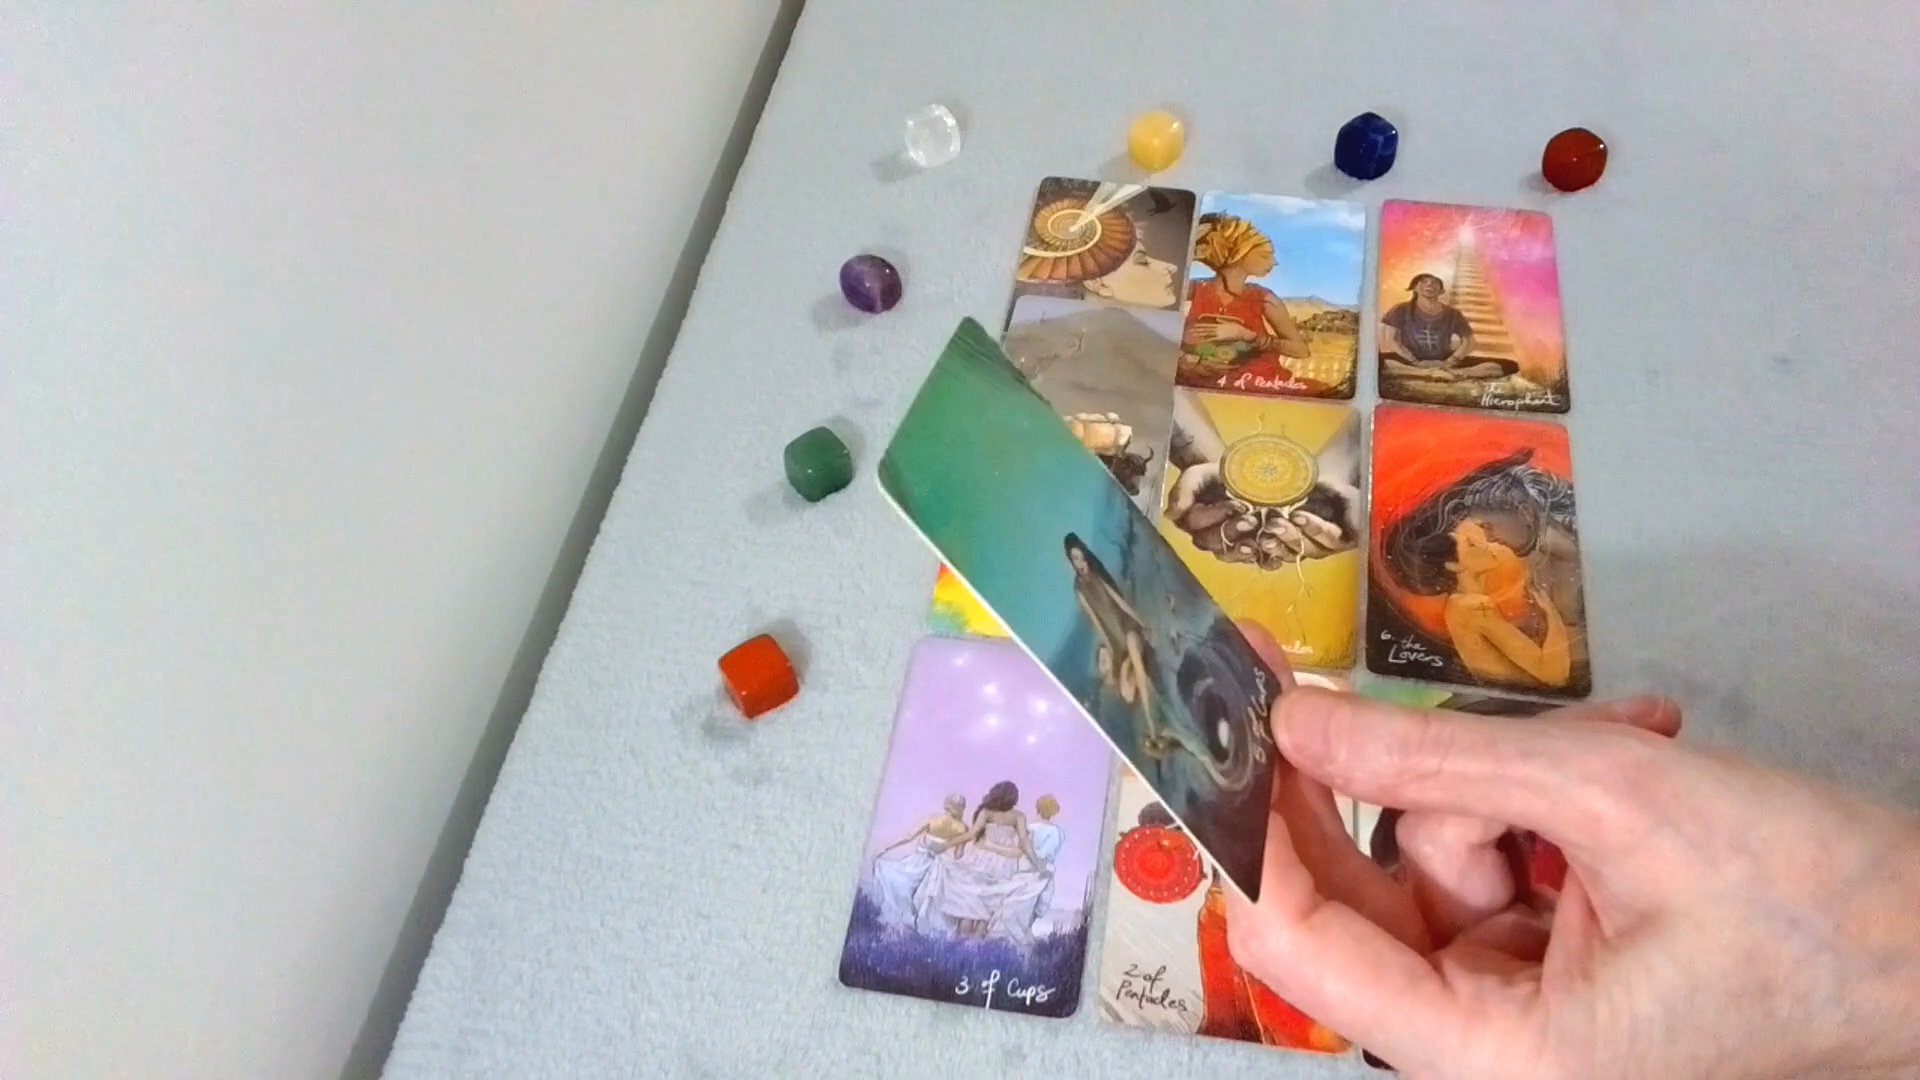 4 of Pentacles
the
Hierophant
6. the
Lovers
3 of Cups
2 of
Pentacles